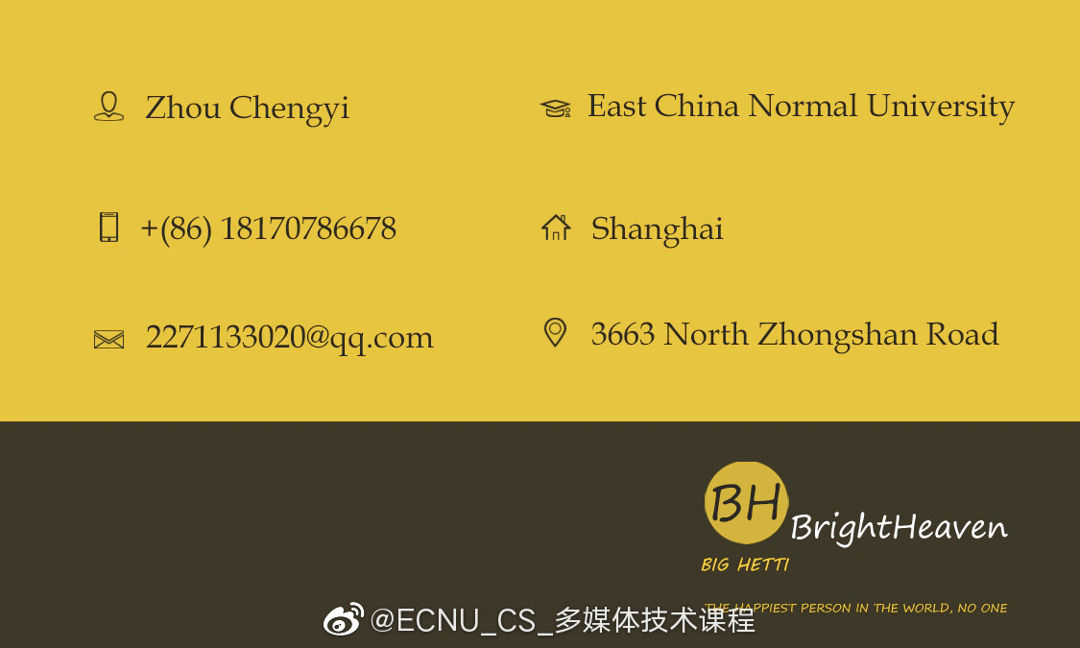 Zhou Chengyi
East China Normal University
+(86) 18170786678
Shanghai
2271133020@qq.com
3663 North Zhongshan Road
BH
BrightHeaven
BIG HETTI
THE HAPPIEST PERSON IN THE WORLD, NO ONE
@ECNU_CS_多媒体技术课程